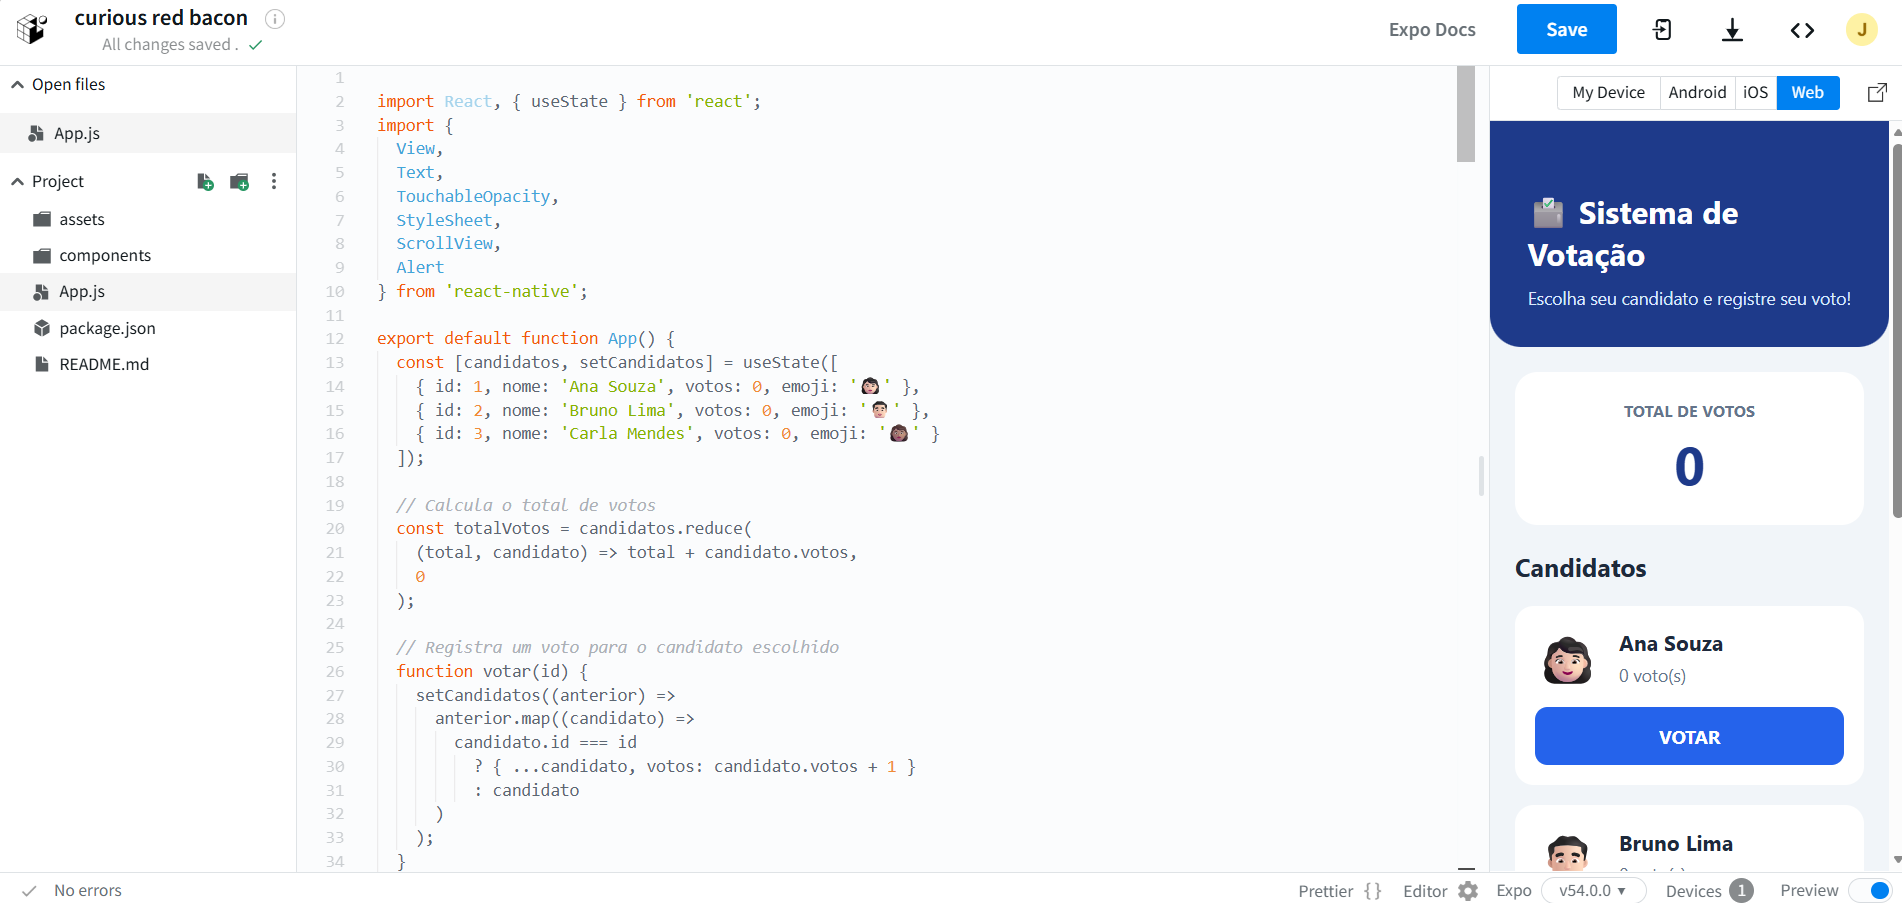 curious red bacon
All changes saved .
Expo Docs
Save
J
Open files
App.js
Project
assets
components
App.js
package.json
README.md
1
2 import React, { useState } from 'react';
3 import {
4 View,
5 Text,
6 TouchableOpacity,
7 StyleSheet,
8 ScrollView,
9 Alert
10 } from 'react-native';
11
12 export default function App() {
13 const [candidatos, setCandidatos] = useState([
14 { id: 1, nome: 'Ana Souza', votos: 0, emoji: '👩🏻' },
15 { id: 2, nome: 'Bruno Lima', votos: 0, emoji: '👨🏻' },
16 { id: 3, nome: 'Carla Mendes', votos: 0, emoji: '👩🏽' }
17 ]);
18
19 // Calcula o total de votos
20 const totalVotos = candidatos.reduce(
21 (total, candidato) => total + candidato.votos,
22 0
23 );
24
25 // Registra um voto para o candidato escolhido
26 function votar(id) {
27 setCandidatos((anterior) =>
28 anterior.map((candidato) =>
29 candidato.id === id
30 ? { ...candidato, votos: candidato.votos + 1 }
31 : candidato
32 )
33 );
34 }
My Device Android iOS Web
🗳️ Sistema de
Votação
Escolha seu candidato e registre seu voto!
TOTAL DE VOTOS
0
Candidatos
Ana Souza
0 voto(s)
VOTAR
Bruno Lima
No errors
Prettier {} Editor Expo v54.0.0 Devices 1 Preview